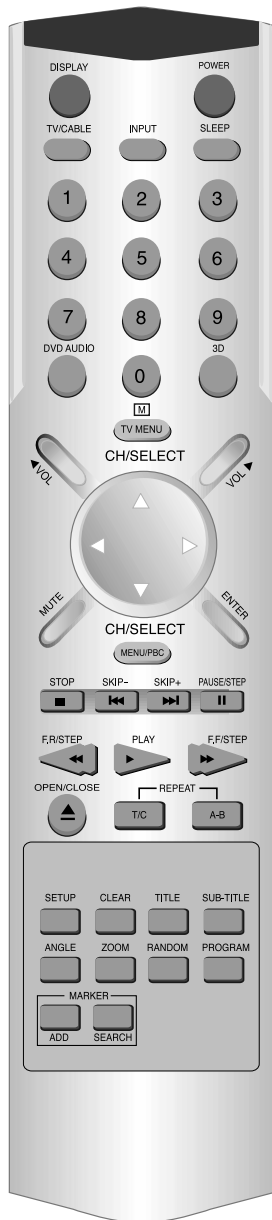 DISPLAY POWER
TV/CABLE INPUT SLEEP
1 2 3
4 5 6
7 8 9
DVD AUDIO 0 3D
M
TV MENU
CH/SELECT
VOL VOL
MUTE ENTER
CH/SELECT
MENU/PBC
STOP SKIP- SKIP+ PAUSE/STEP
F,R/STEP PLAY F,F/STEP
OPEN/CLOSE REPEAT
T/C A-B
SETUP CLEAR TITLE SUB-TITLE
ANGLE ZOOM RANDOM PROGRAM
MARKER
ADD SEARCH